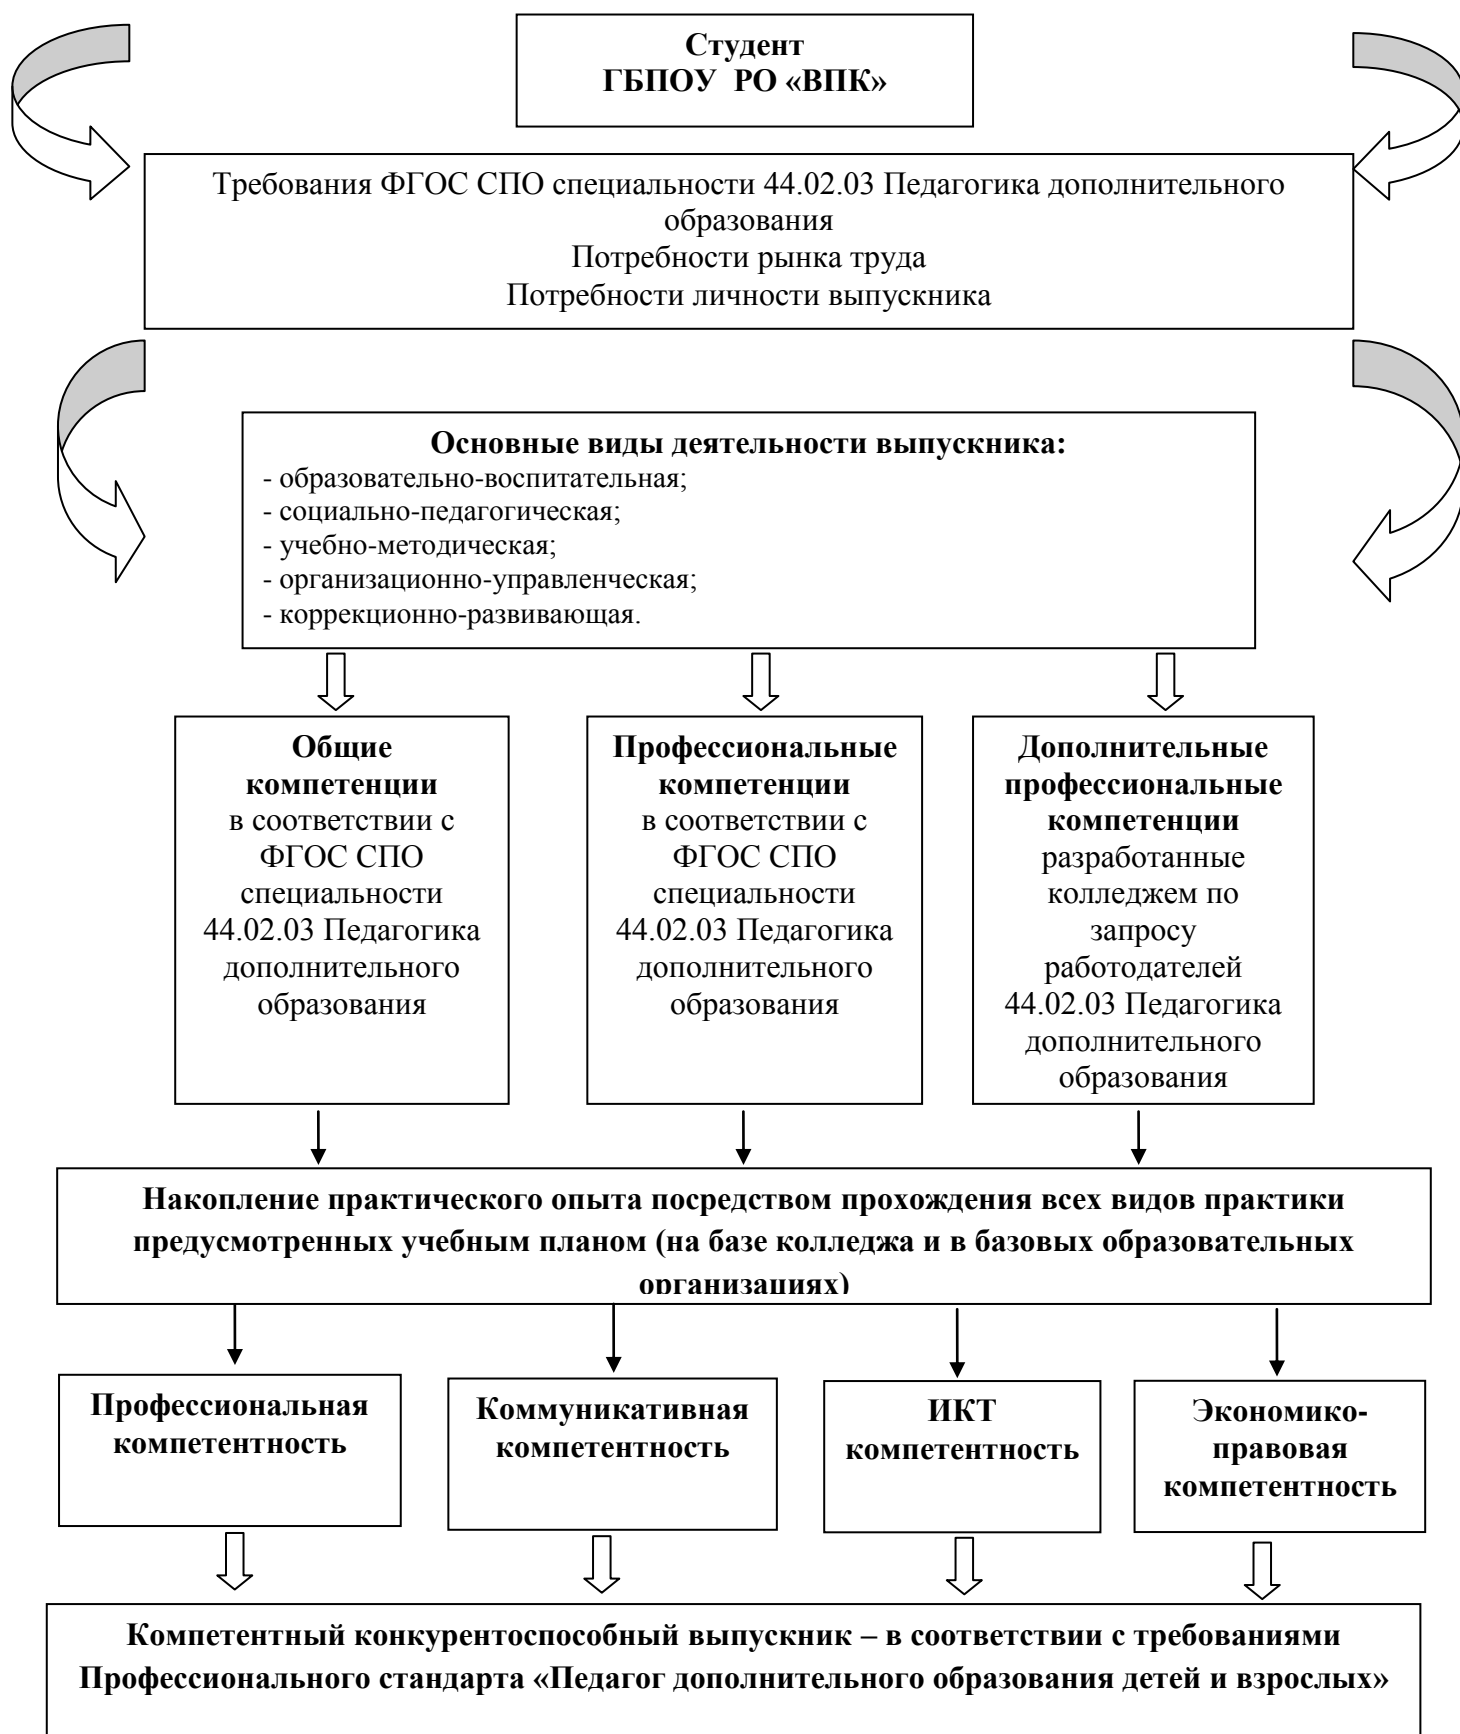 Студент
ГБПОУ РО «ВПК»
Требования ФГОС СПО специальности 44.02.03 Педагогика дополнительного
образования
Потребности рынка труда
Потребности личности выпускника
Основные виды деятельности выпускника:
- образовательно-воспитательная;
- социально-педагогическая;
- учебно-методическая;
- организационно-управленческая;
- коррекционно-развивающая.
Общие
компетенции
в соответствии с
ФГОС СПО
специальности
44.02.03 Педагогика
дополнительного
образования
Профессиональные
компетенции
в соответствии с
ФГОС СПО
специальности
44.02.03 Педагогика
дополнительного
образования
Дополнительные
профессиональные
компетенции
разработанные
колледжем по
запросу
работодателей
44.02.03 Педагогика
дополнительного
образования
Накопление практического опыта посредством прохождения всех видов практики
предусмотренных учебным планом (на базе колледжа и в базовых образовательных
организациях)
Профессиональная
компетентность
Коммуникативная
компетентность
ИКТ
компетентность
Экономико-
правовая
компетентность
Компетентный конкурентоспособный выпускник – в соответствии с требованиями
Профессионального стандарта «Педагог дополнительного образования детей и взрослых»